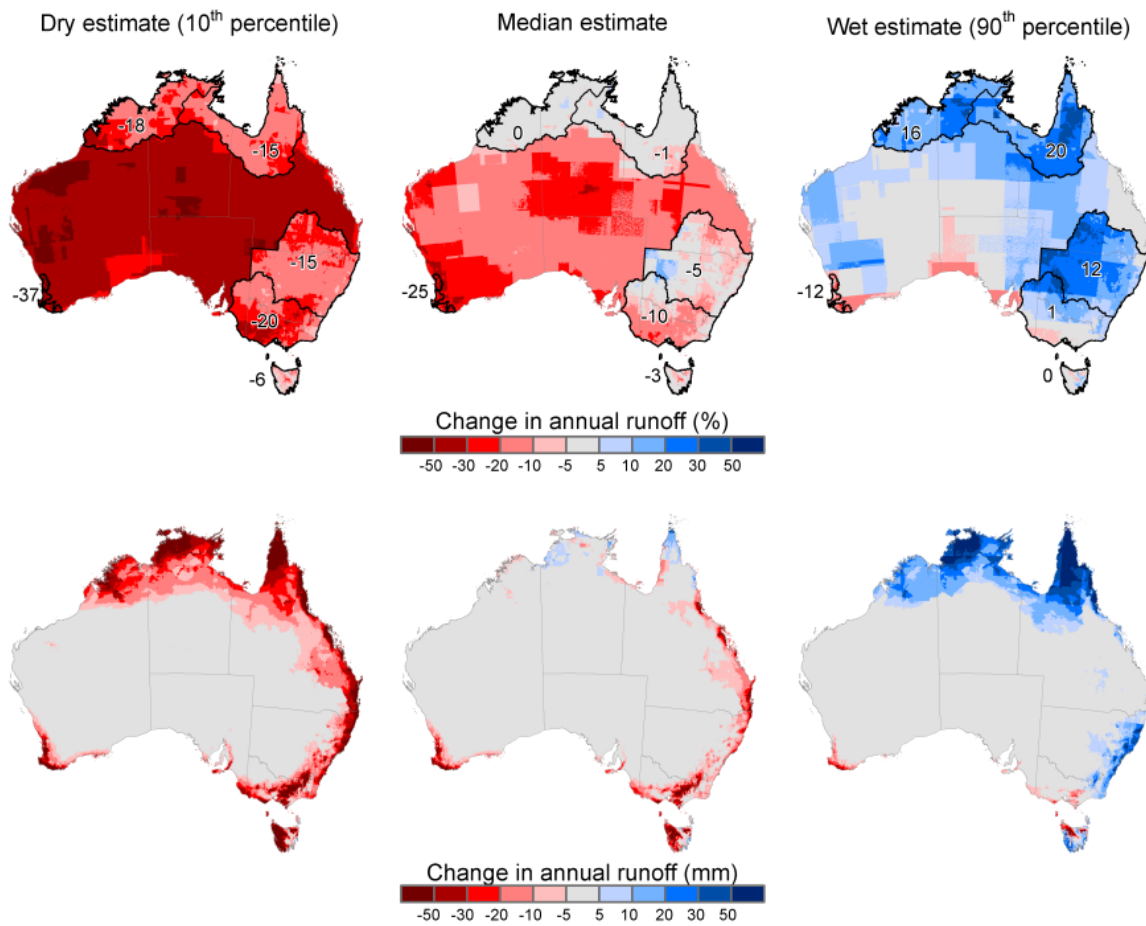 Dry estimate (10th percentile)
Median estimate
Wet estimate (90th percentile)
-18
-15
-15
-37
-20
-6
0
-1
-5
-25
-10
-3
16
20
12
-12
1
0
Change in annual runoff (%)
-50 -30 -20 -10 -5 5 10 20 30 50
Change in annual runoff (mm)
-50 -30 -20 -10 -5 5 10 20 30 50